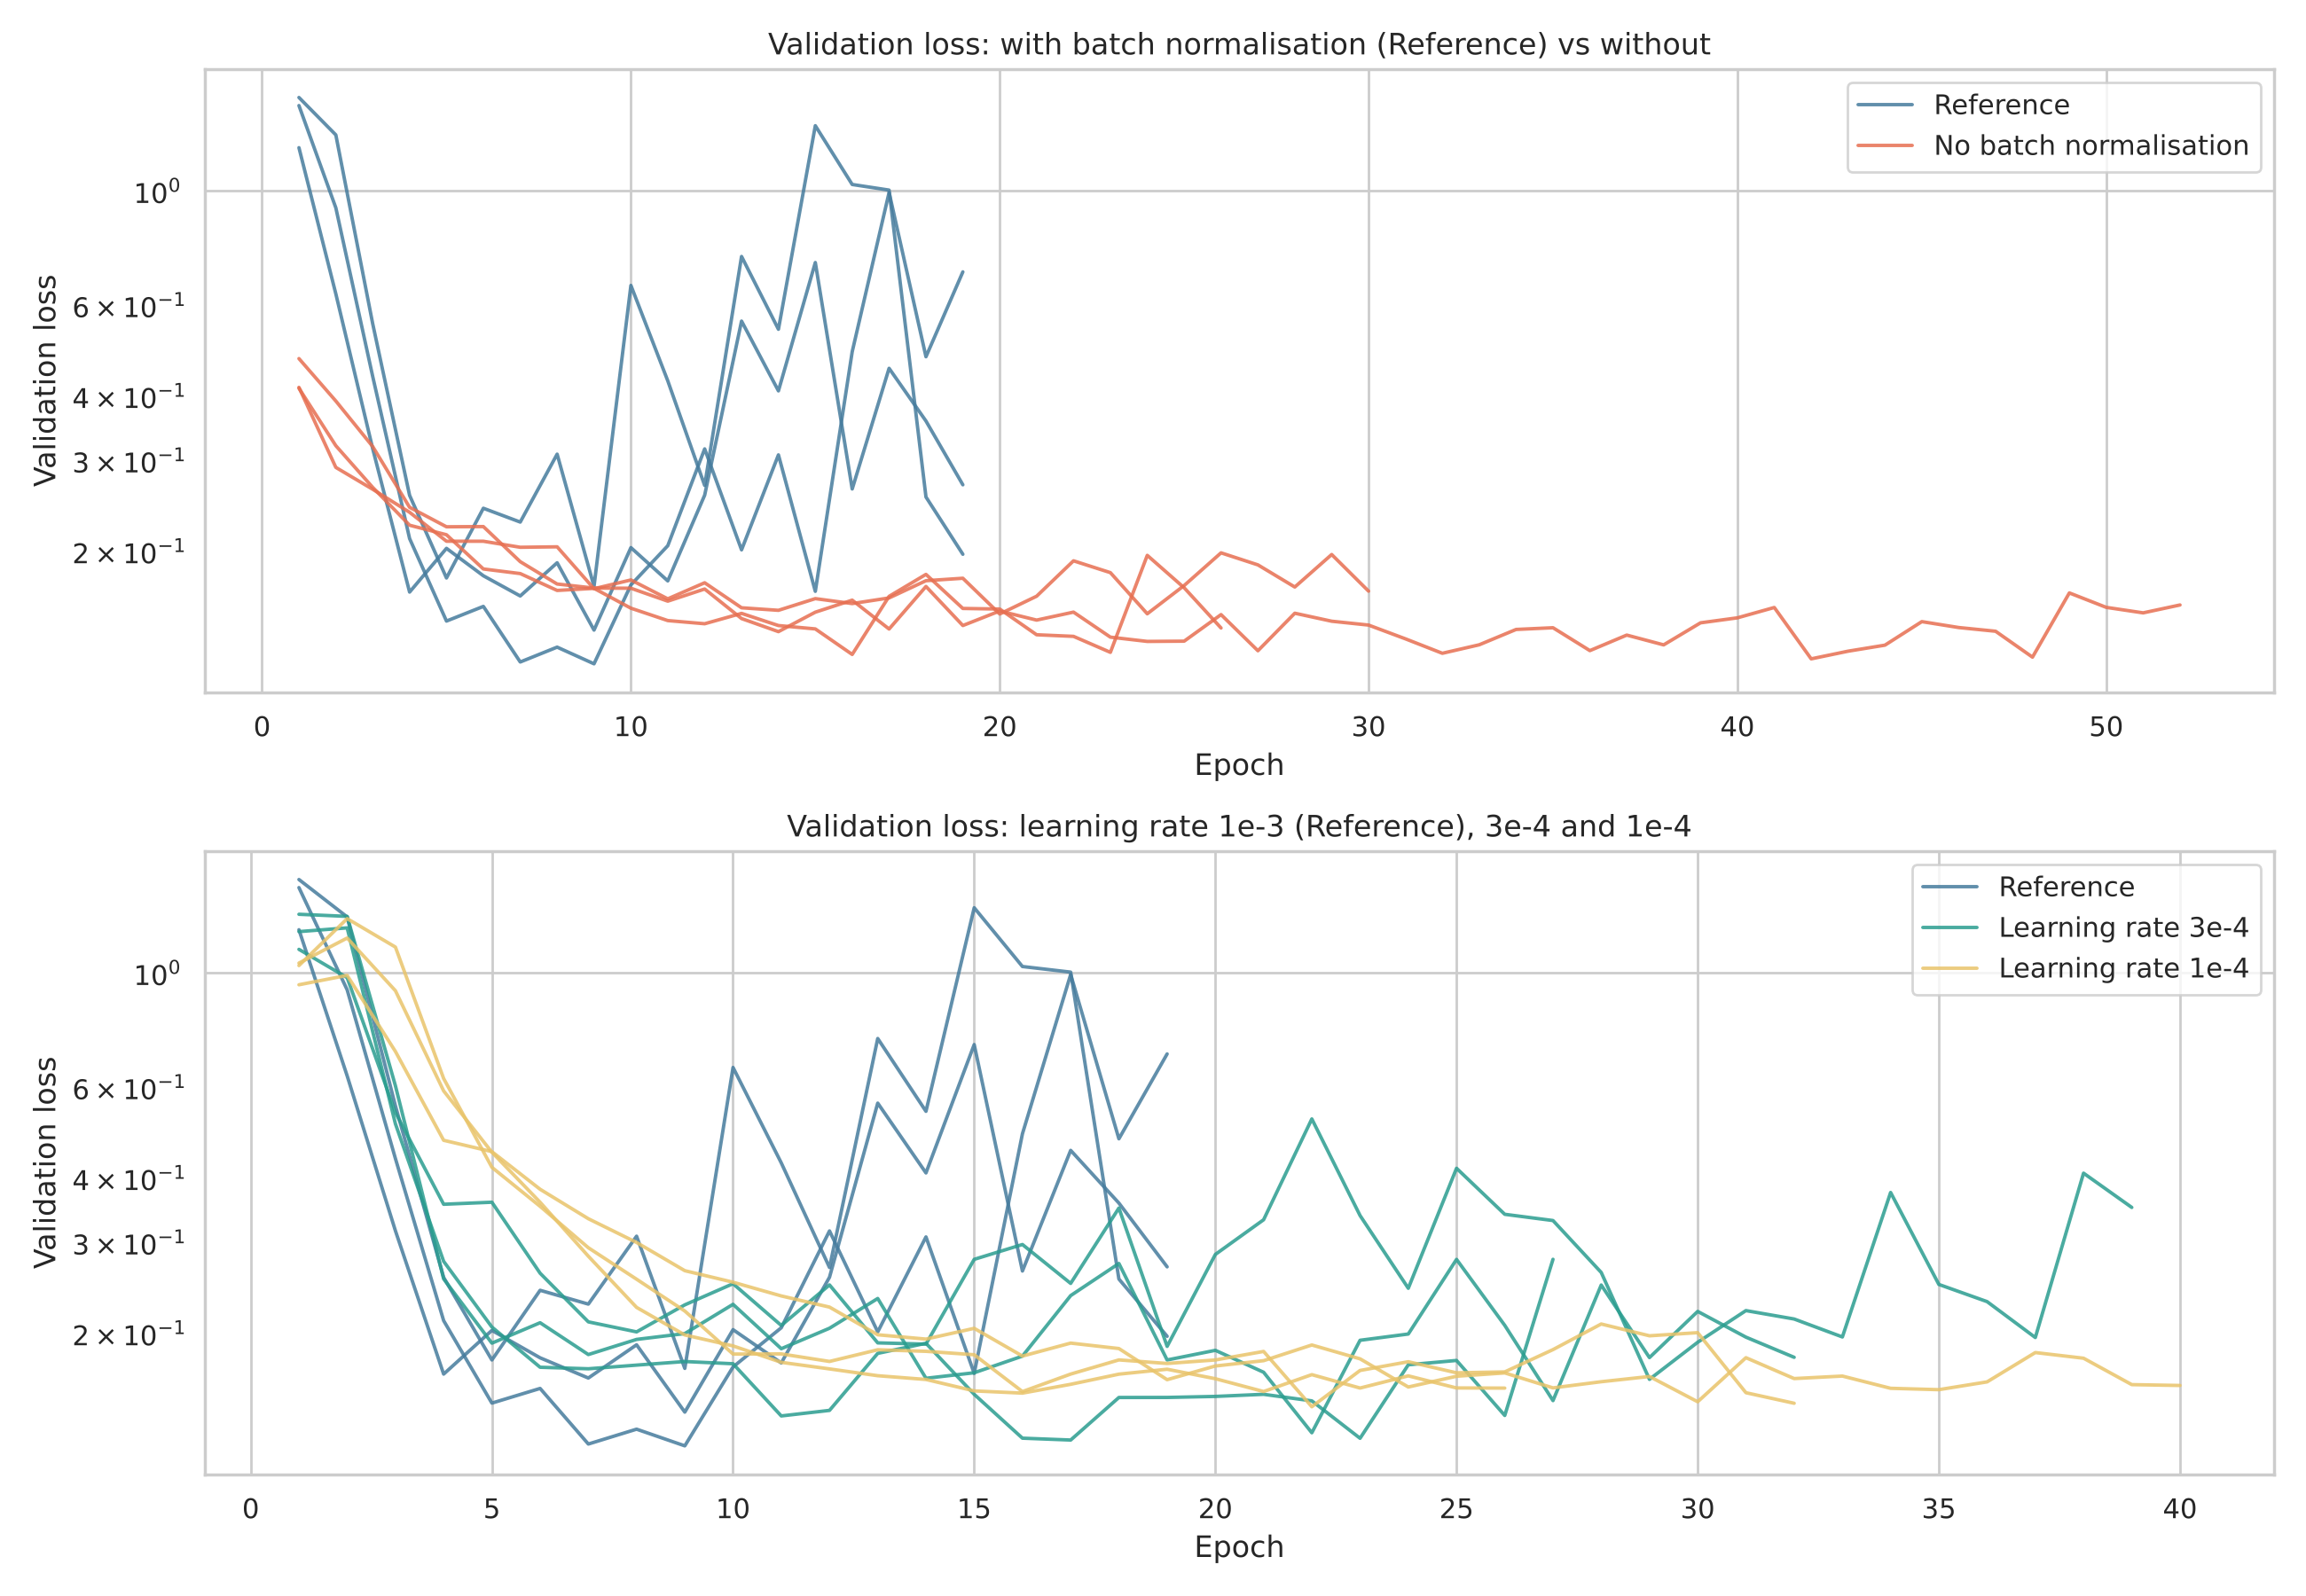 Validation loss: with batch normalisation (Reference) vs without
Reference
No batch normalisation
Validation loss
10⁰
6 × 10⁻¹
4 × 10⁻¹
3 × 10⁻¹
2 × 10⁻¹
0 10 20 30 40 50
Epoch
Validation loss: learning rate 1e-3 (Reference), 3e-4 and 1e-4
Reference
Learning rate 3e-4
Learning rate 1e-4
Validation loss
10⁰
6 × 10⁻¹
4 × 10⁻¹
3 × 10⁻¹
2 × 10⁻¹
0 5 10 15 20 25 30 35 40
Epoch